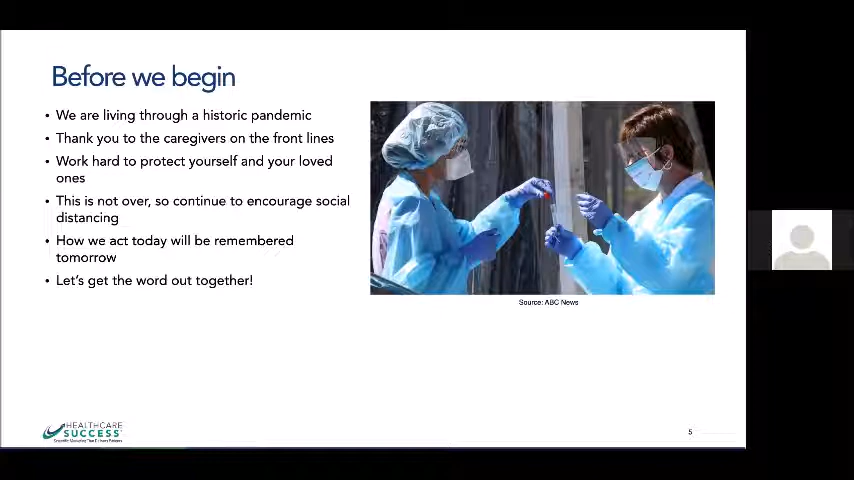 Before we begin
• We are living through a historic pandemic
• Thank you to the caregivers on the front lines
• Work hard to protect yourself and your loved
ones
• This is not over, so continue to encourage social
distancing
• How we act today will be remembered
tomorrow
• Let's get the word out together!
Source: ABC News
HEALTHCARE
SUCCESS
5